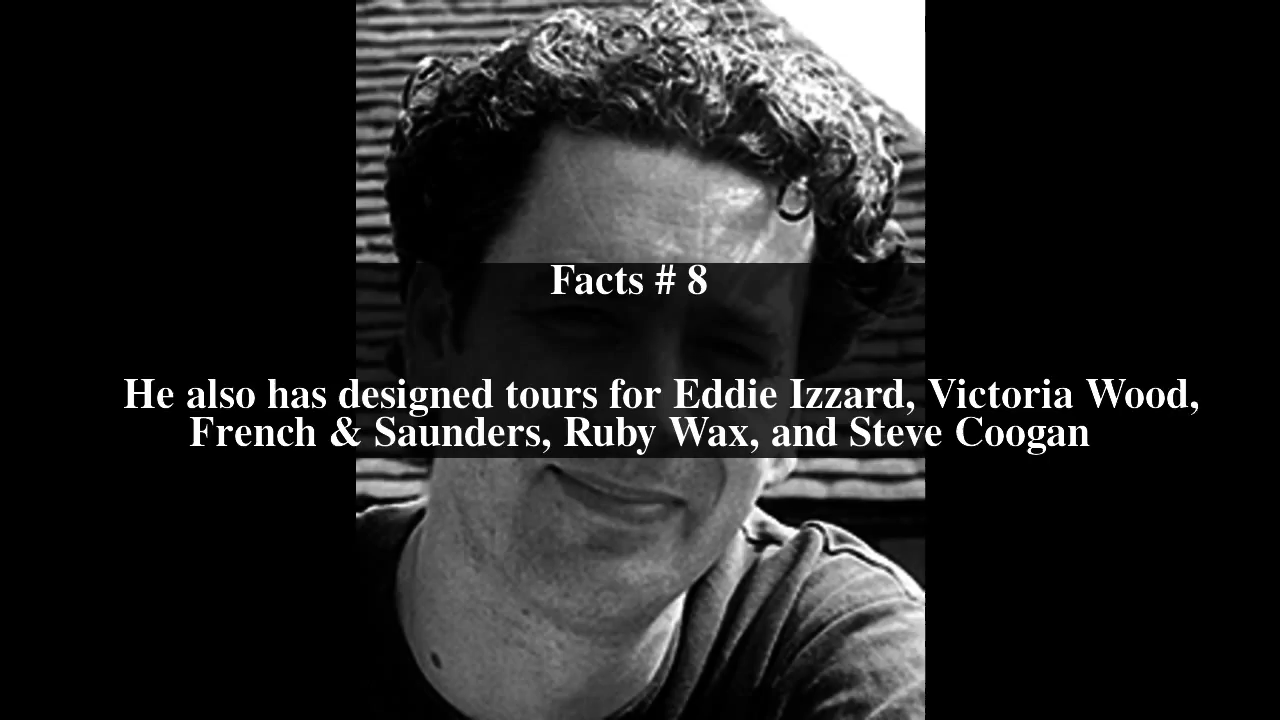 Facts # 8
He also has designed tours for Eddie Izzard, Victoria Wood,
French & Saunders, Ruby Wax, and Steve Coogan